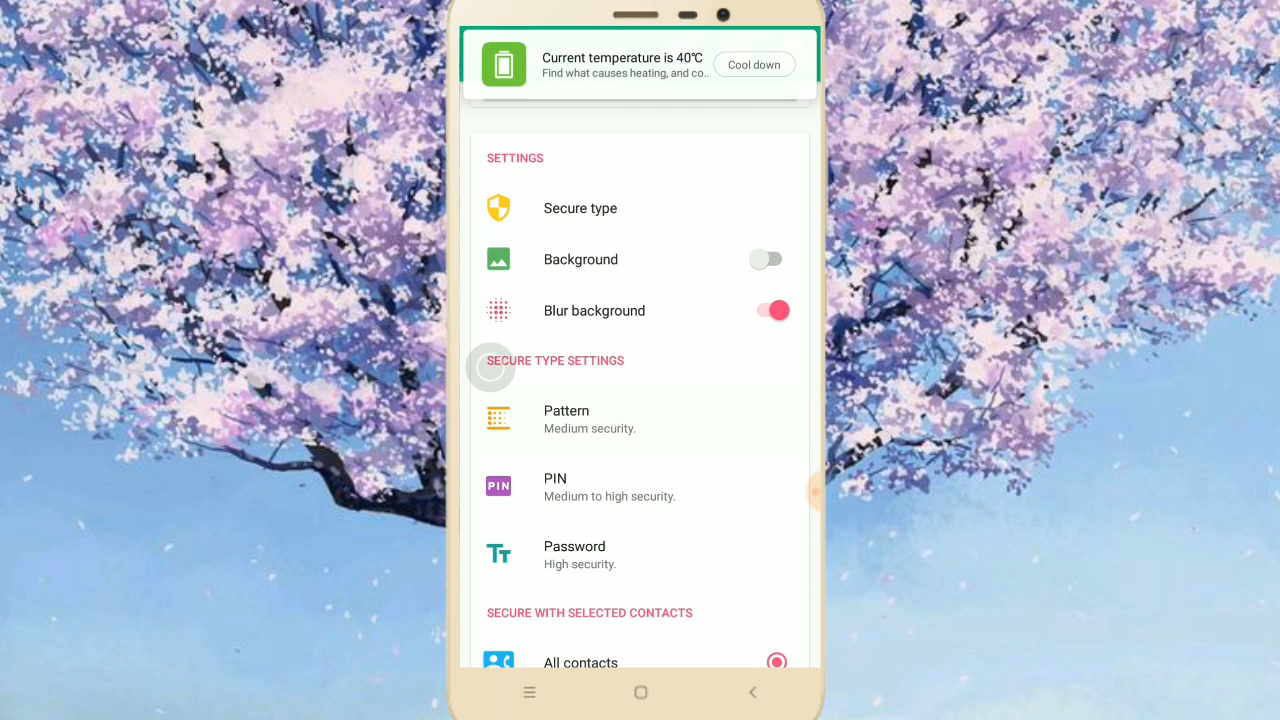 Current temperature is 40℃
Find what causes heating, and co..
Cool down
SETTINGS
Secure type
Background
Blur background
SECURE TYPE SETTINGS
Pattern
Medium security.
PIN
PIN
Medium to high security.
Tт
Password
High security.
SECURE WITH SELECTED CONTACTS
All contacts